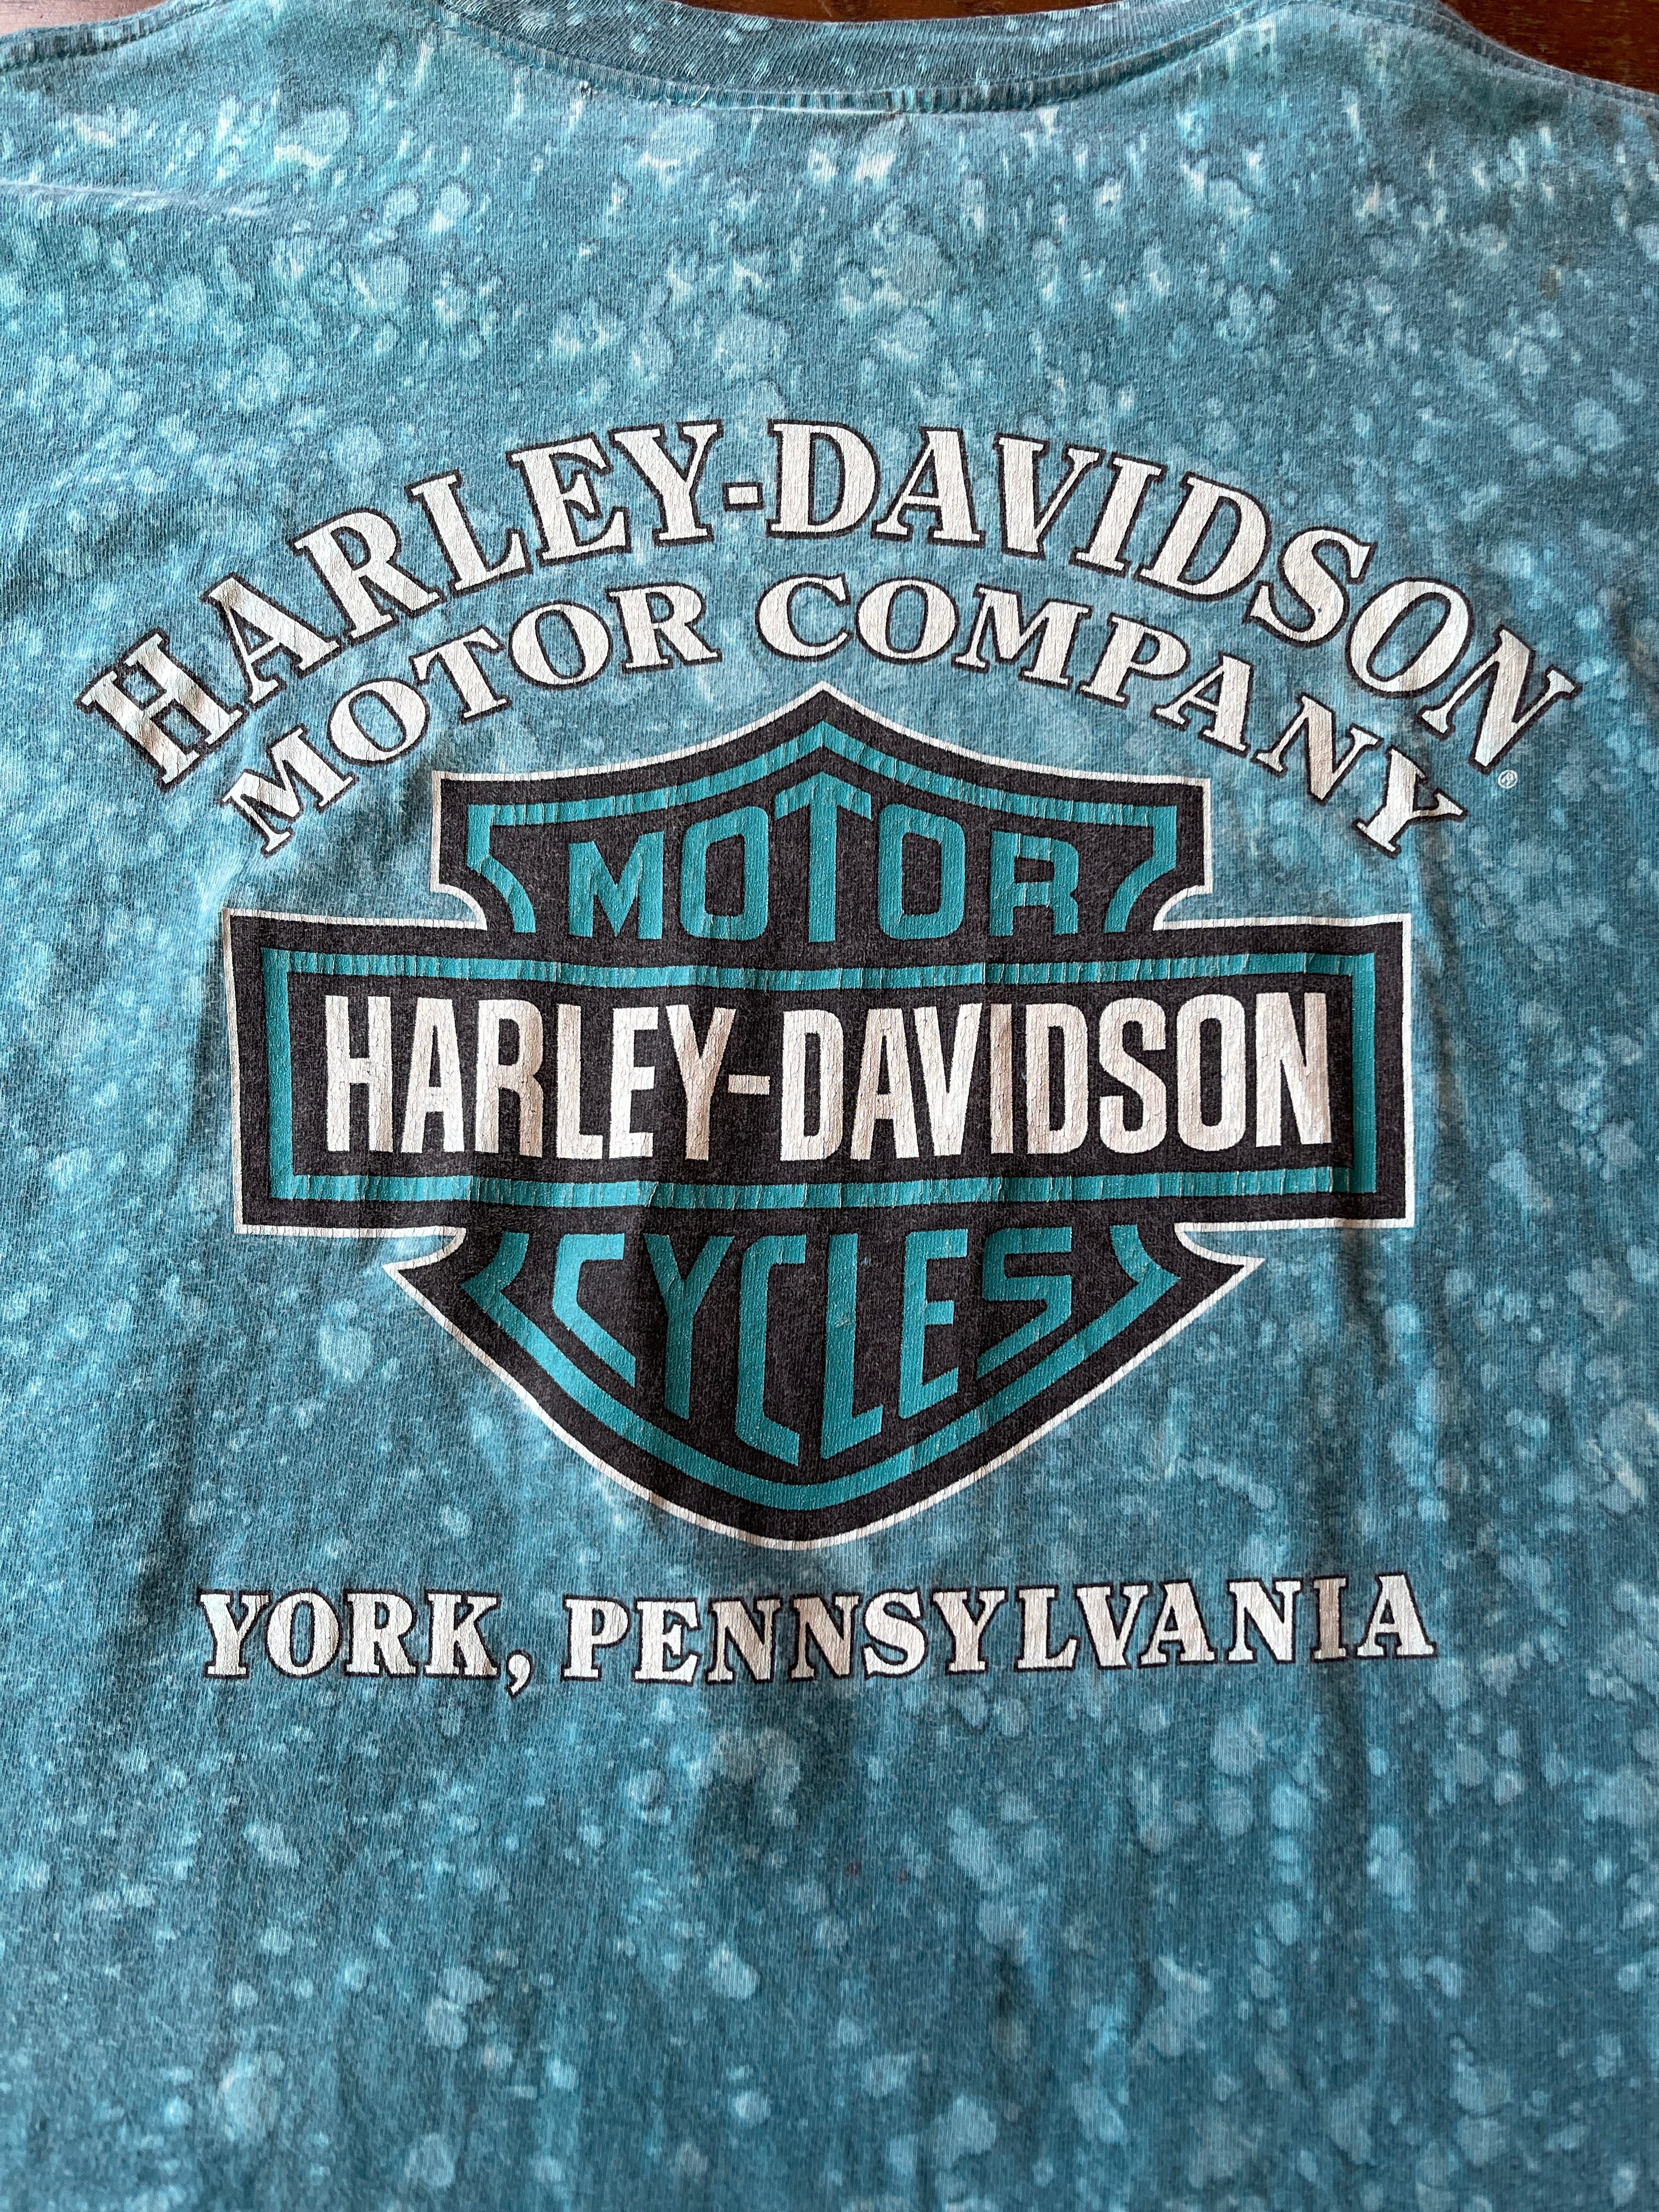 HARLEY-DAVIDSON®
MOTOR COMPANY
MOTOR
HARLEY-DAVIDSON
CYCLES
YORK, PENNSYLVANIA